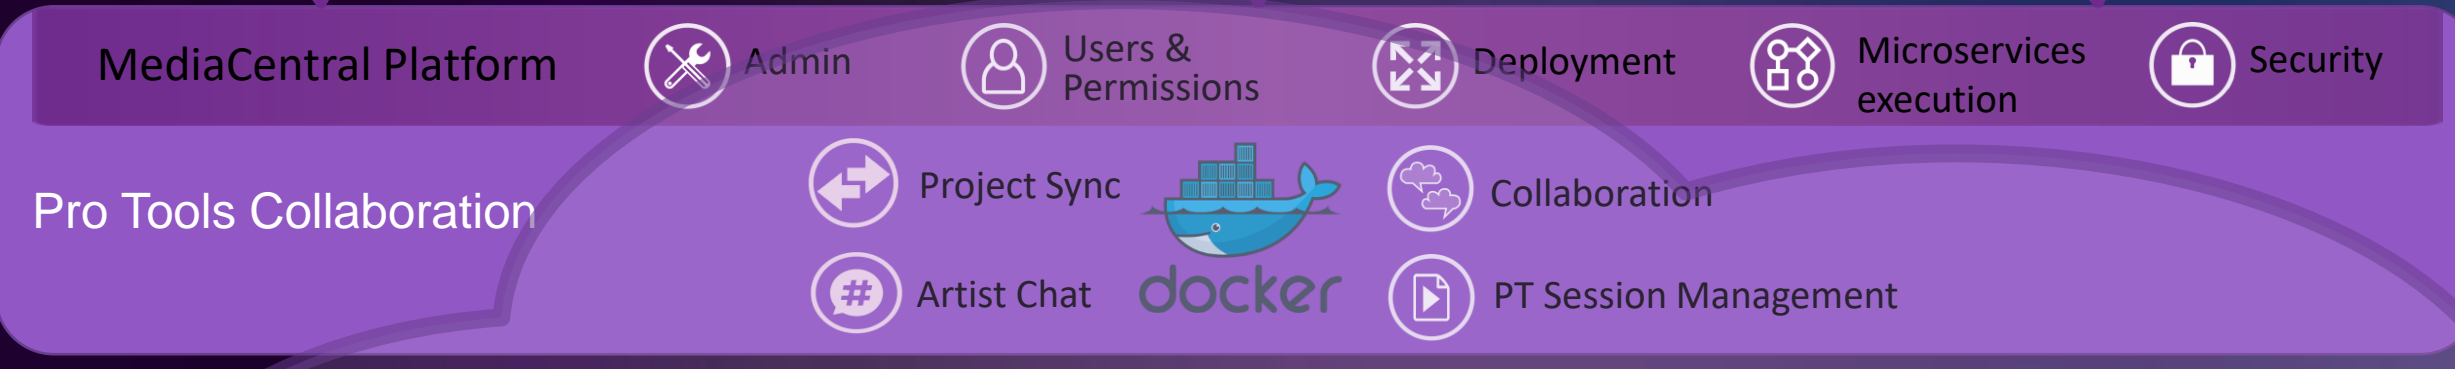 MediaCentral Platform
Admin
Users &
Permissions
Deployment
Microservices
execution
Security
Pro Tools Collaboration
Project Sync
Collaboration
#
Artist Chat
docker
PT Session Management